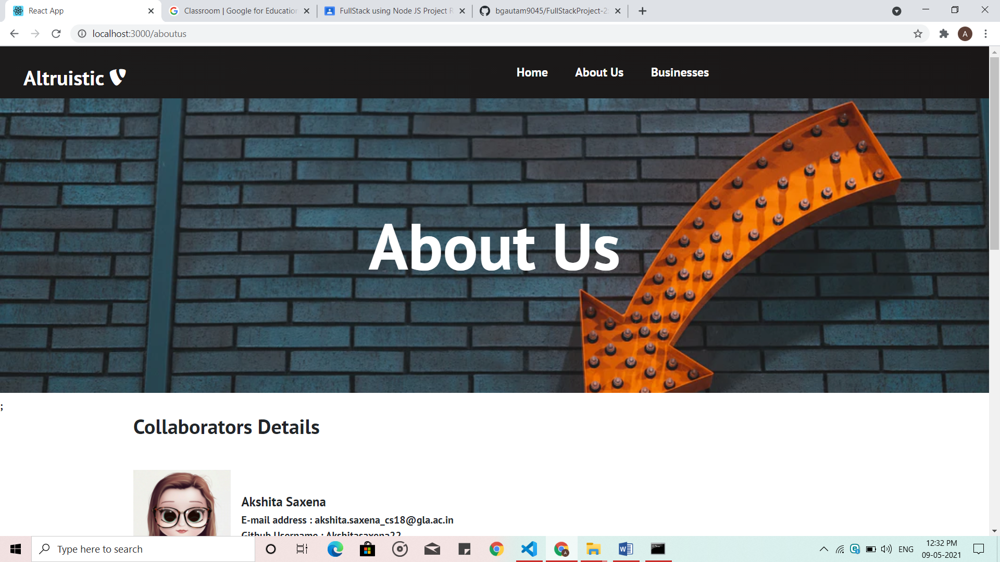 React App
Classroom | Google for Education
FullStack using Node JS Project R
bgautam9045/FullStackProject-2
localhost:3000/aboutus
A
Altruistic
Home
About Us
Businesses
About Us
;
Collaborators Details
Akshita Saxena
E-mail address : akshita.saxena_cs18@gla.ac.in
Github Username : Akshitasaxena22
Type here to search
ENG
12:32 PM
09-05-2021